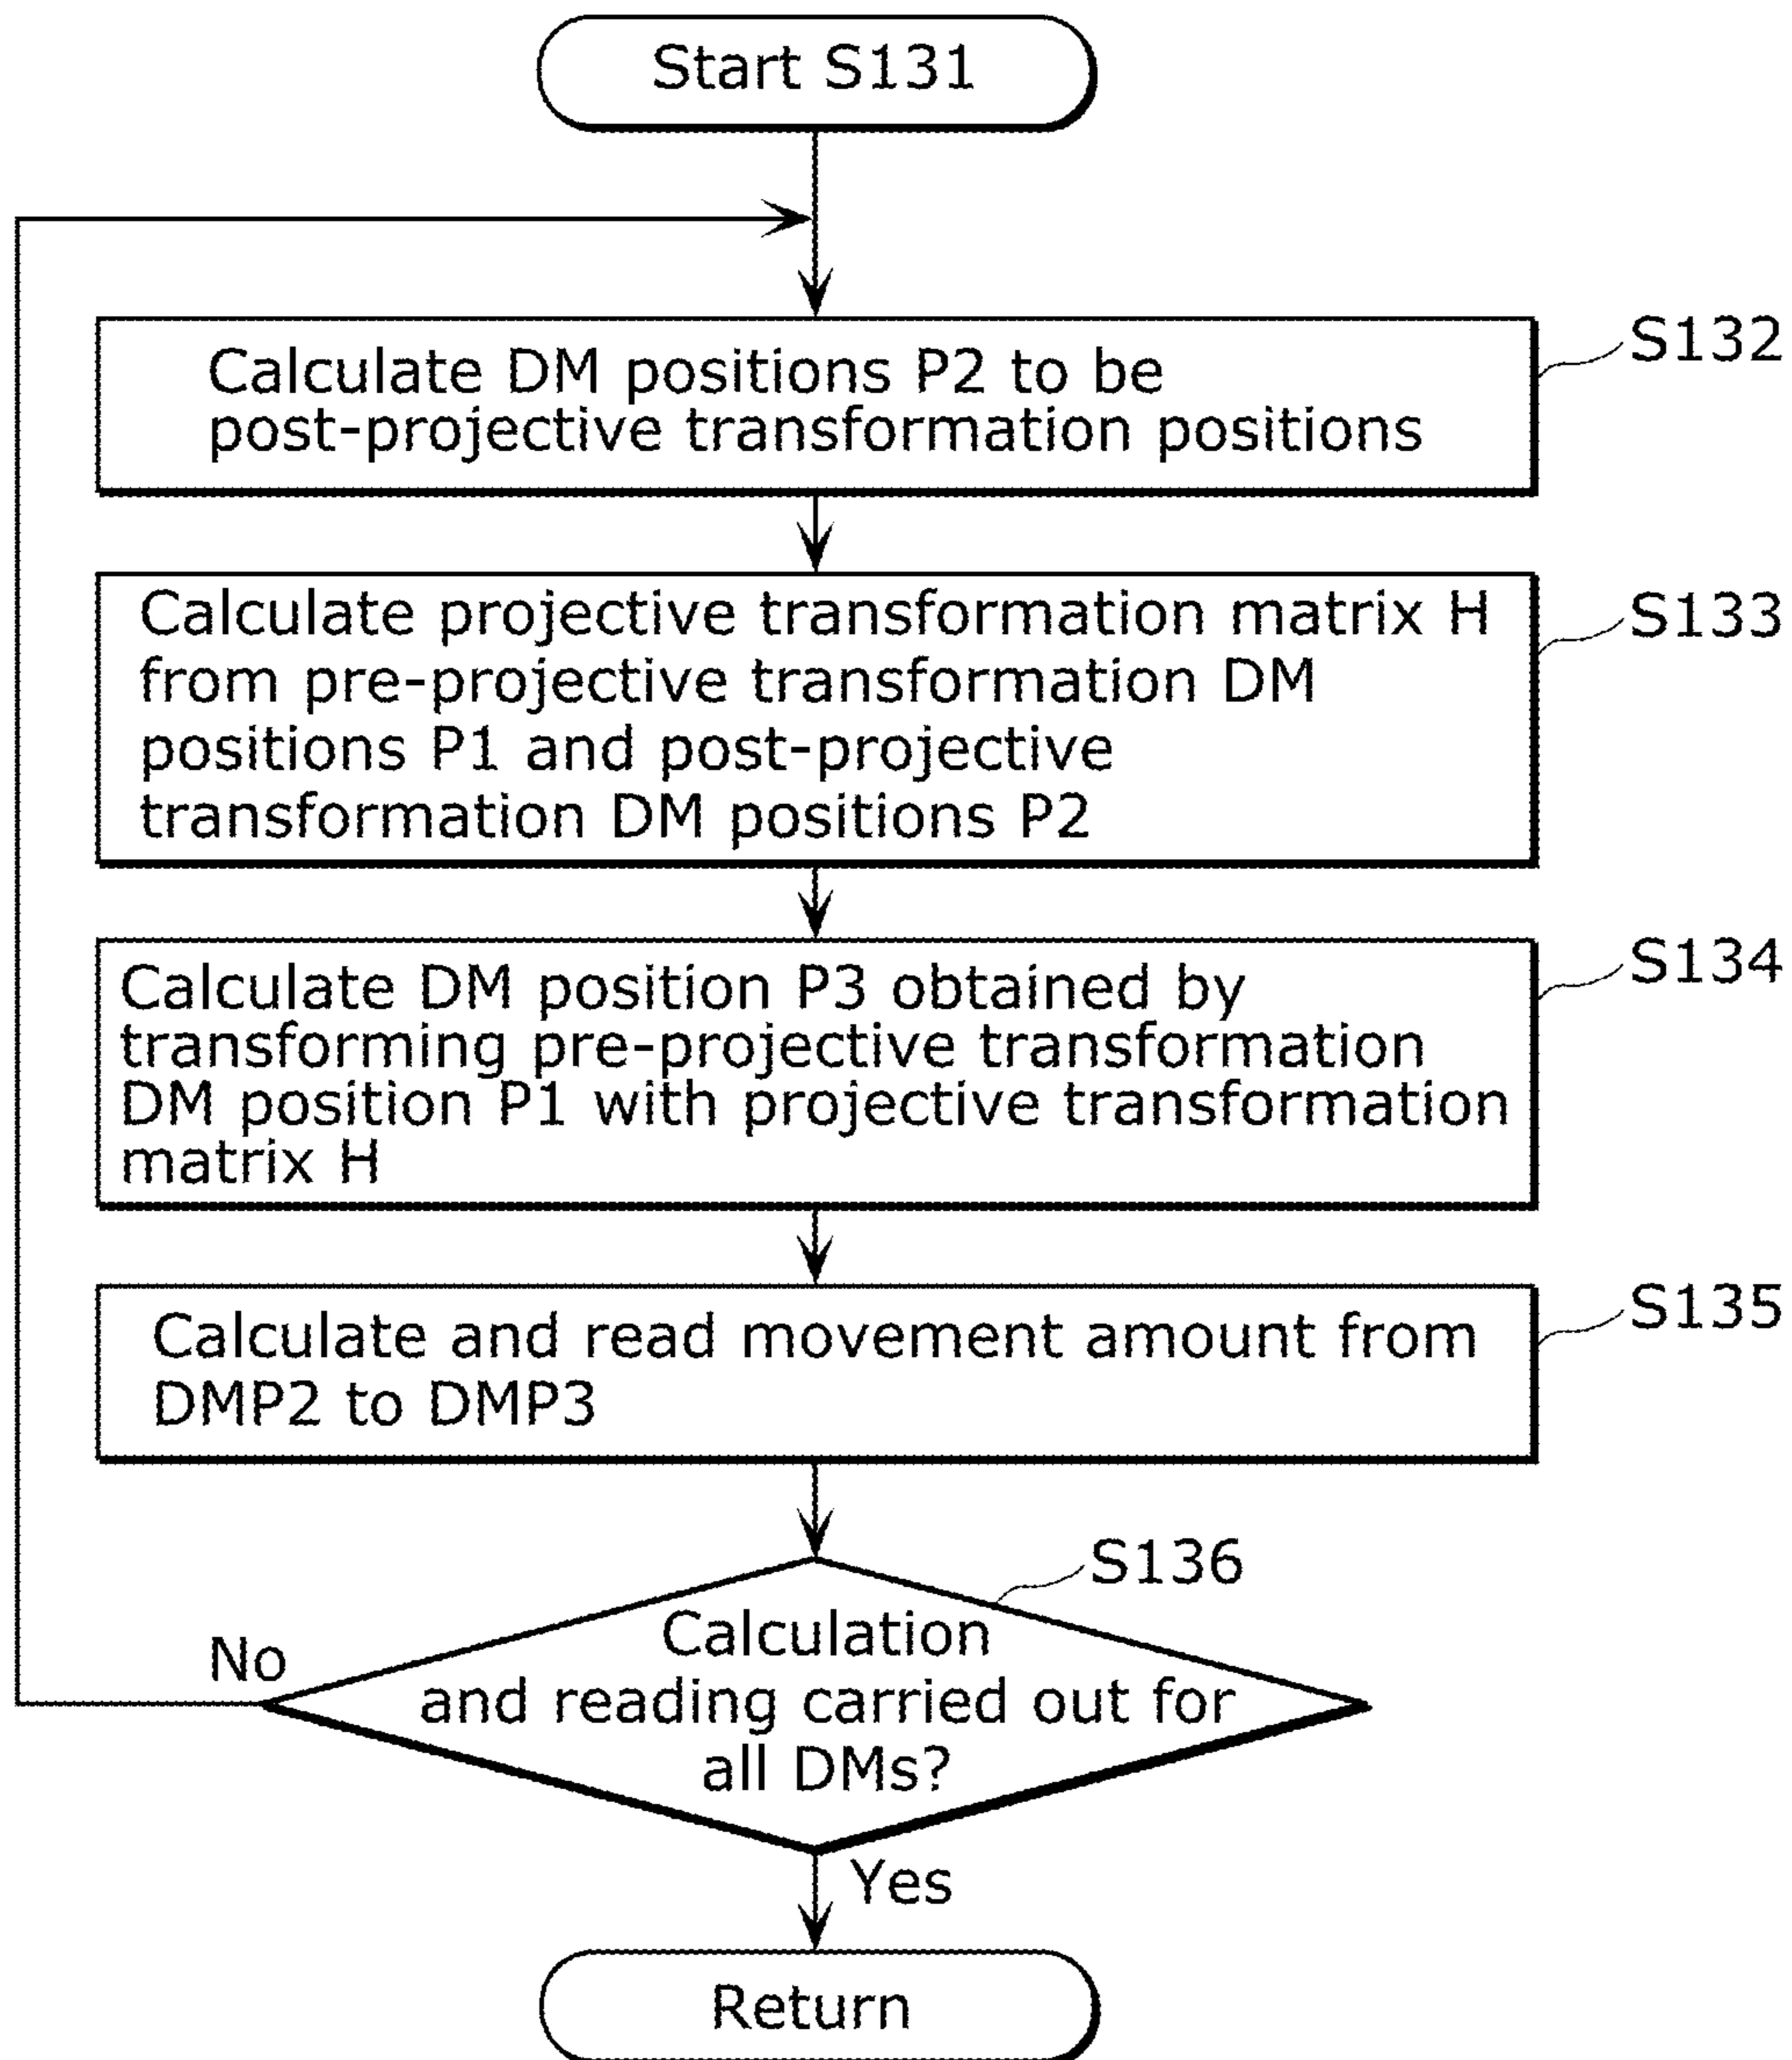 Start S131
Calculate DM positions P2 to be
post-projective transformation positions
S132
Calculate projective transformation matrix H
from pre-projective transformation DM
positions P1 and post-projective
transformation DM positions P2
S133
Calculate DM position P3 obtained by
transforming pre-projective transformation
DM position P1 with projective transformation
matrix H
S134
Calculate and read movement amount from
DMP2 to DMP3
S135
S136
Calculation
and reading carried out for
all DMs?
No
Yes
Return